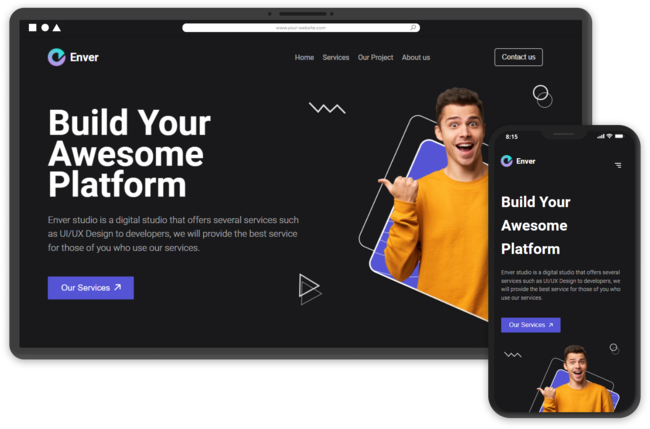 www.your-website.com
Enver
Home Services Our Project About us
Contact us
Build Your
Awesome
Platform
Enver studio is a digital studio that offers several services such
as UI/UX Design to developers, we will provide the best service
for those of you who use our services.
Our Services
8:15
Enver
Build Your
Awesome
Platform
Enver studio is a digital studio that offers several
services such as UI/UX Design to developers, we
will provide the best service for those of you who
use our services.
Our Services